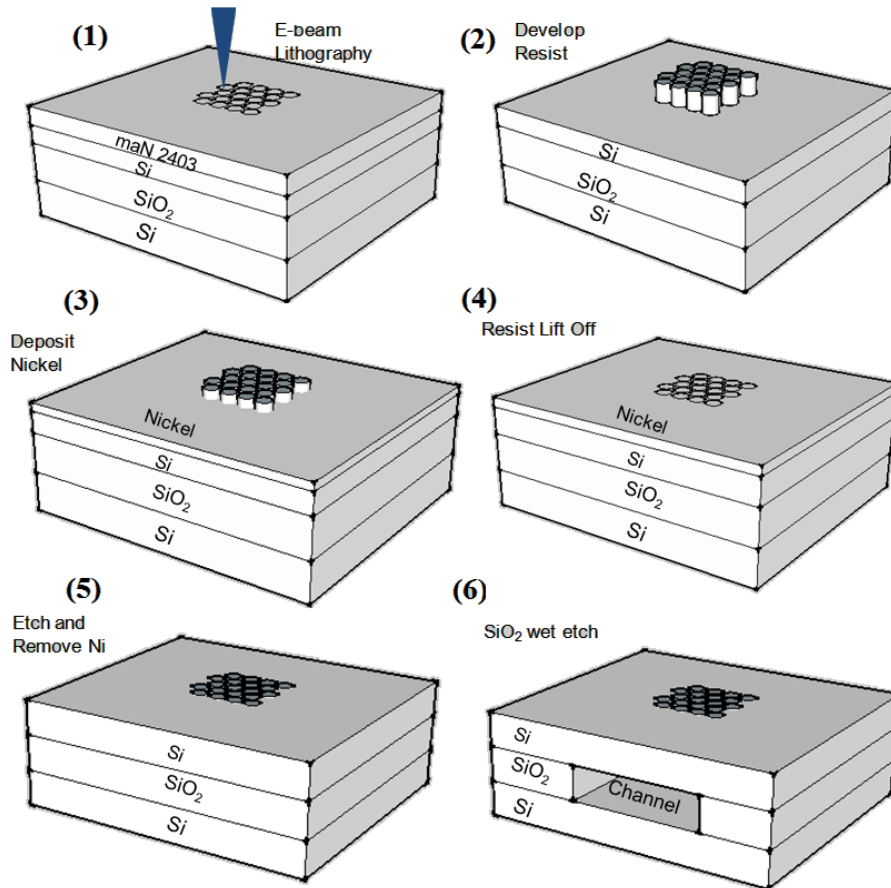 (1)
E-beam
Lithography
maN 2403
Si
SiO₂
Si
(2)
Develop
Resist
Si
SiO₂
Si
(3)
Deposit
Nickel
Nickel
Si
SiO₂
Si
(4)
Resist Lift Off
Nickel
Si
SiO₂
Si
(5)
Etch and
Remove Ni
Si
SiO₂
Si
(6)
SiO₂ wet etch
Si
SiO₂
Channel
Si